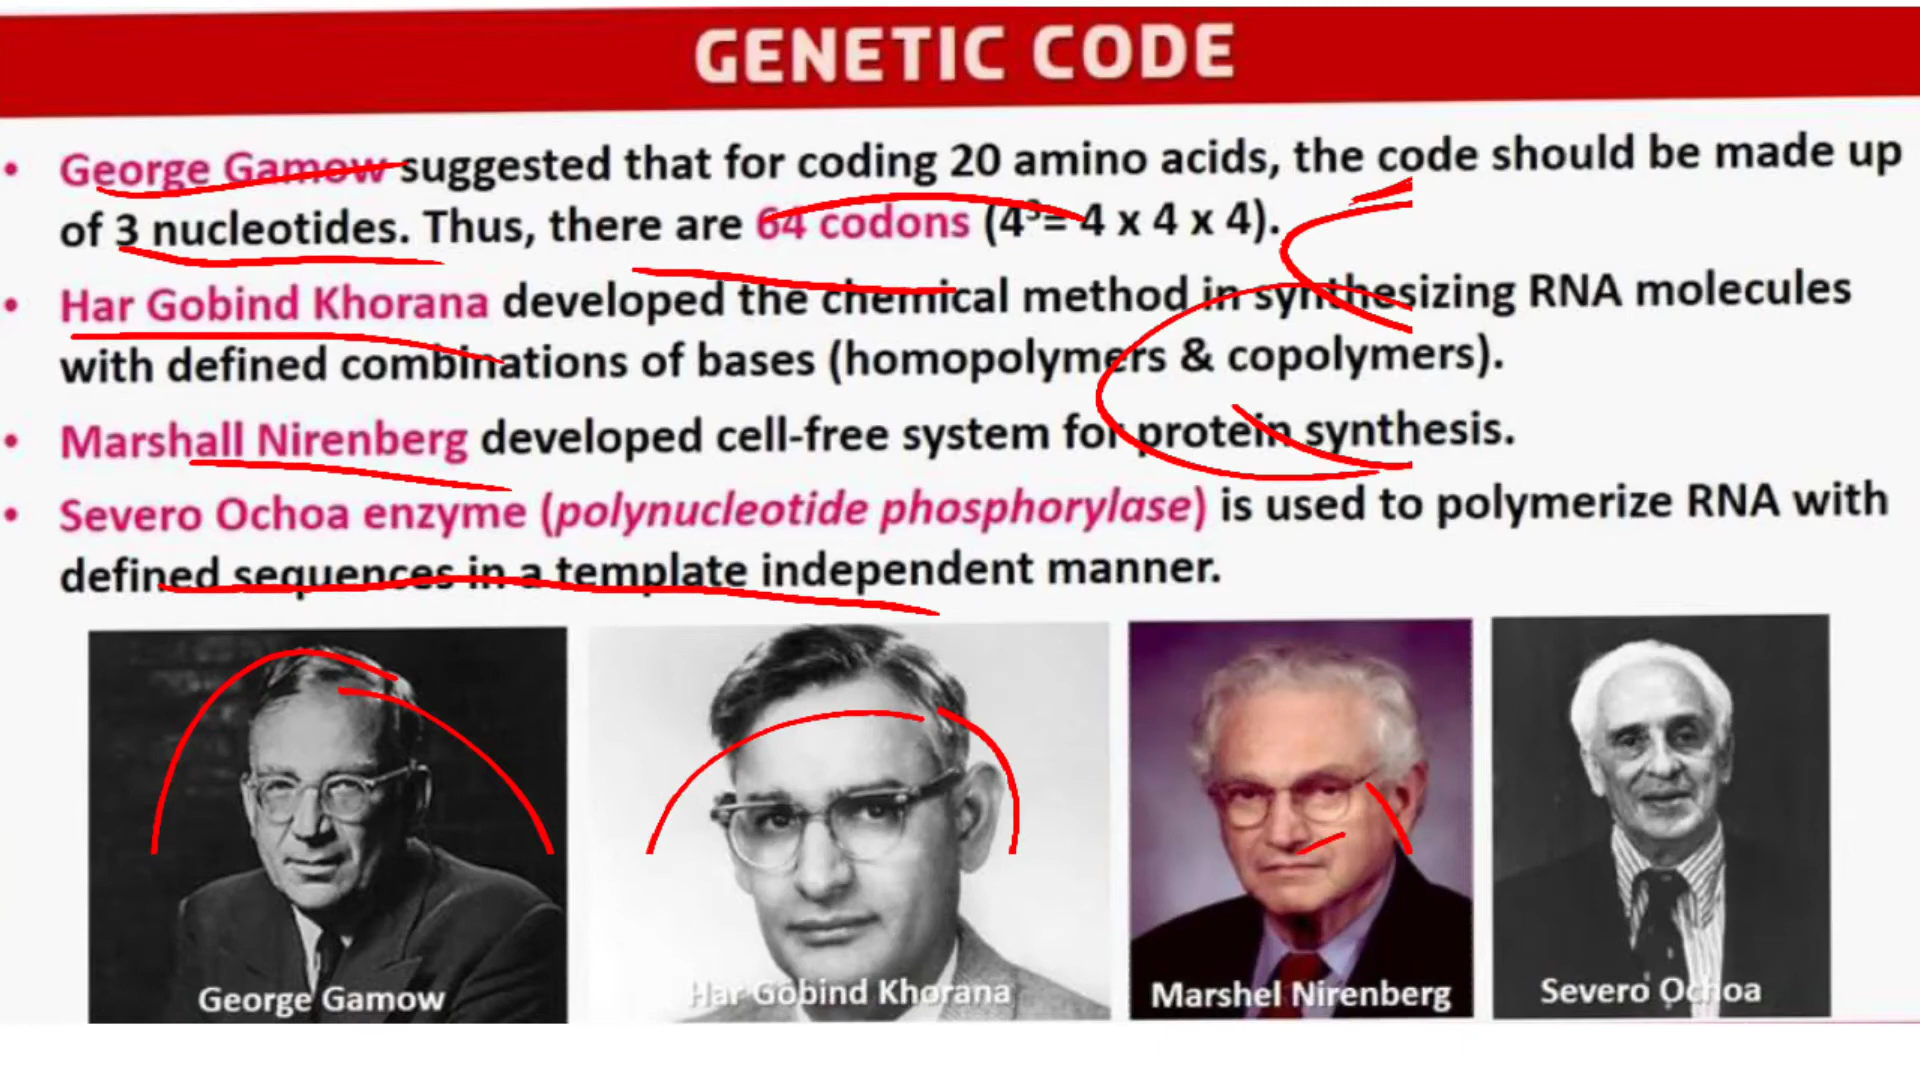 GENETIC CODE
• George Gamow suggested that for coding 20 amino acids, the code should be made up
of 3 nucleotides. Thus, there are 64 codons (4³= 4 x 4 x 4).
• Har Gobind Khorana developed the chemical method in synthesizing RNA molecules
with defined combinations of bases (homopolymers & copolymers).
• Marshall Nirenberg developed cell-free system for protein synthesis.
• Severo Ochoa enzyme (polynucleotide phosphorylase) is used to polymerize RNA with
defined sequences in a template independent manner.
George Gamow
Har Gobind Khorana
Marshel Nirenberg
Severo Ochoa